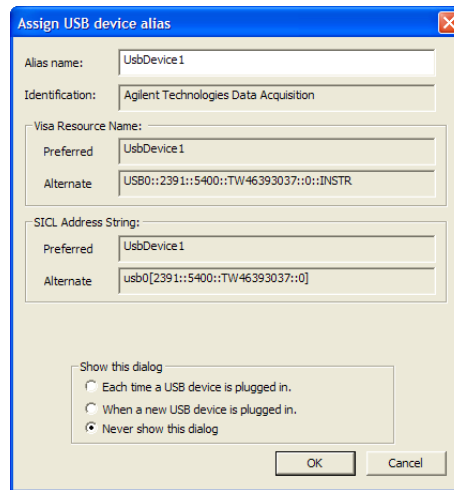 Assign USB device alias
Alias name: UsbDevice1
Identification: Agilent Technologies Data Acquisition
Visa Resource Name:
Preferred UsbDevice1
Alternate USB0::2391::5400::TW46393037::0::INSTR
SICL Address String:
Preferred UsbDevice1
Alternate usb0[2391::5400::TW46393037::0]
Show this dialog
Each time a USB device is plugged in.
When a new USB device is plugged in.
Never show this dialog
OK Cancel